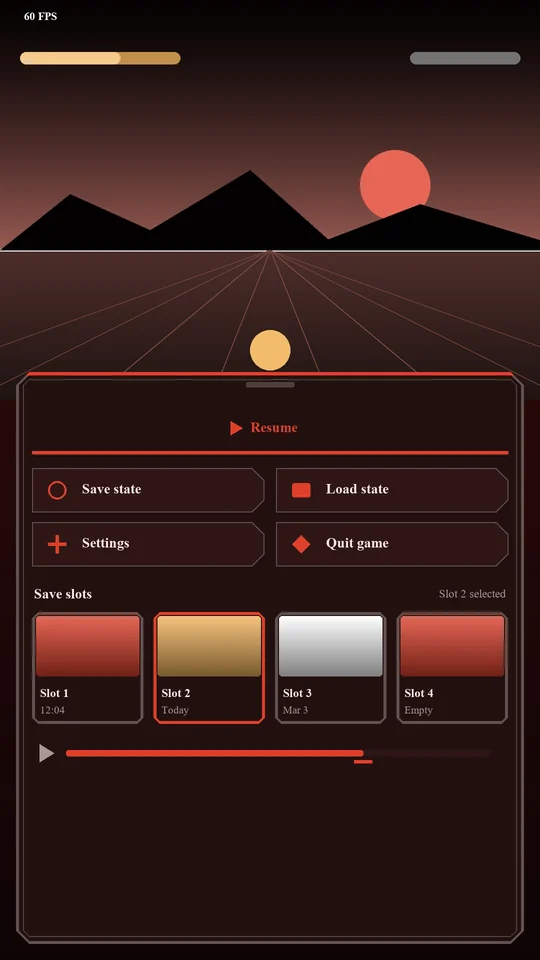 60 FPS
Resume
Save state
Load state
Settings
Quit game
Save slots
Slot 2 selected
Slot 1
12:04
Slot 2
Today
Slot 3
Mar 3
Slot 4
Empty